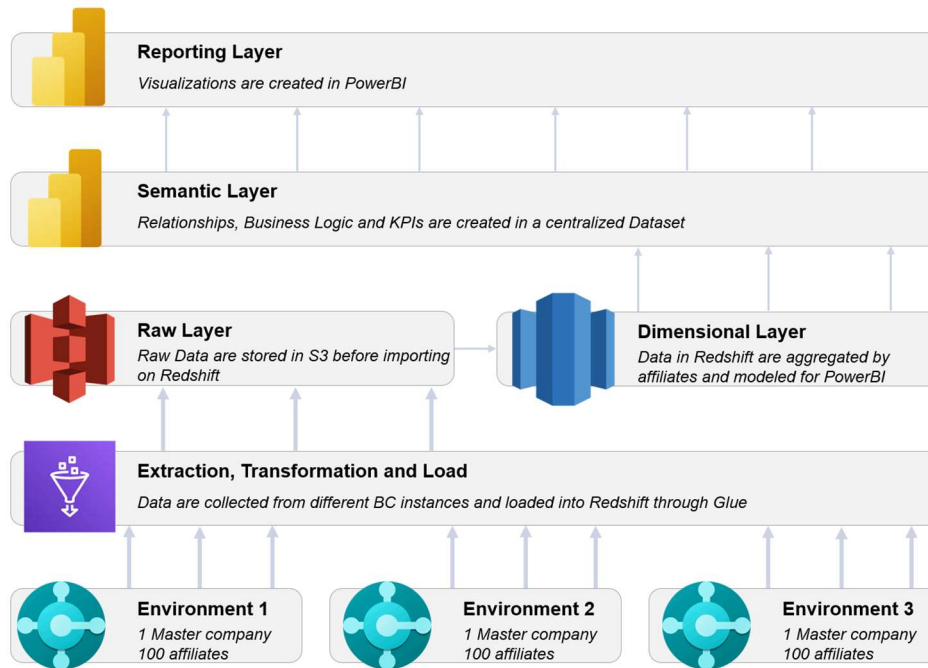 Reporting Layer
Visualizations are created in PowerBI
Semantic Layer
Relationships, Business Logic and KPIs are created in a centralized Dataset
Raw Layer
Raw Data are stored in S3 before importing
on Redshift
Dimensional Layer
Data in Redshift are aggregated by
affiliates and modeled for PowerBI
Extraction, Transformation and Load
Data are collected from different BC instances and loaded into Redshift through Glue
Environment 1
1 Master company
100 affiliates
Environment 2
1 Master company
100 affiliates
Environment 3
1 Master company
100 affiliates